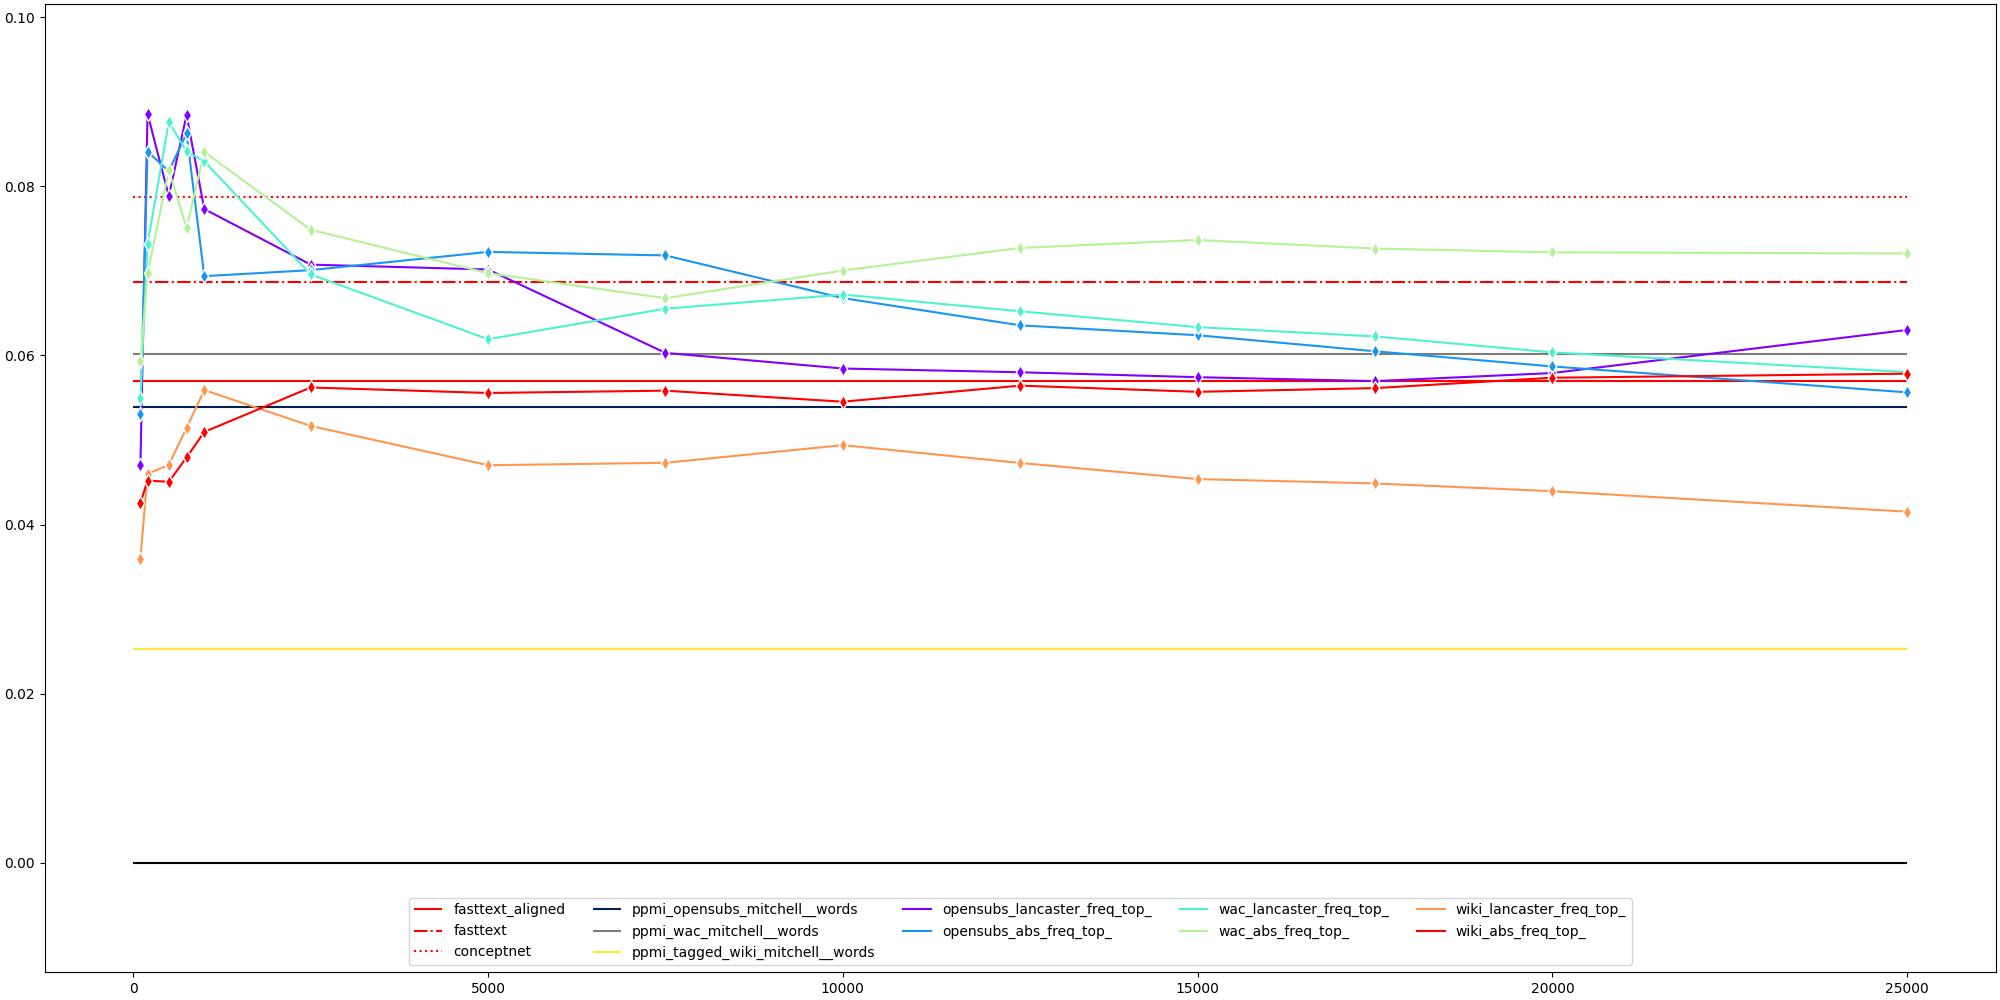 0.10
0.08
0.06
0.04
0.02
0.00
fasttext_aligned
fasttext
conceptnet
ppmi_opensubs_mitchell__words
ppmi_wac_mitchell__words
ppmi_tagged_wiki_mitchell__words
opensubs_lancaster_freq_top_
opensubs_abs_freq_top_
wac_lancaster_freq_top_
wac_abs_freq_top_
wiki_lancaster_freq_top_
wiki_abs_freq_top_
0 5000 10000 15000 20000 25000